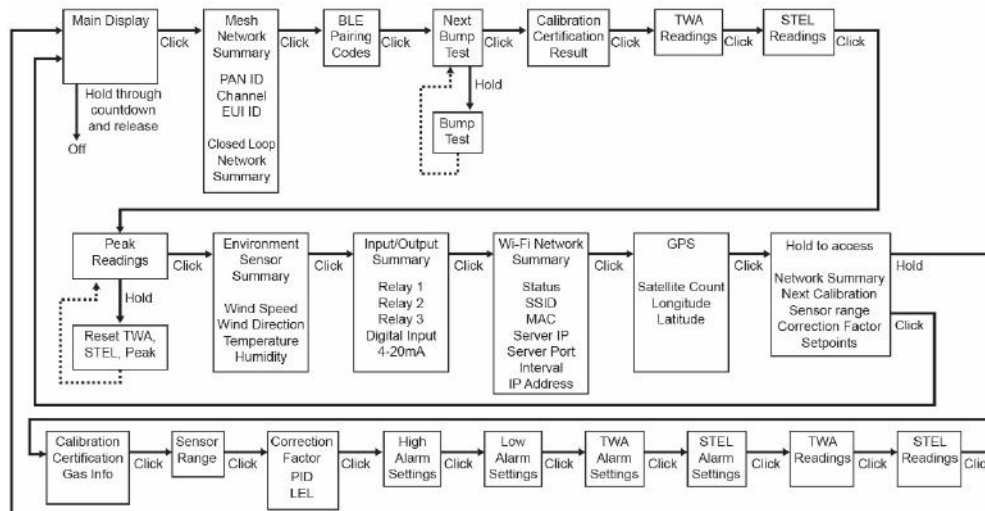 Main Display
Click
Hold through
countdown
and release
Off
Mesh
Network
Summary
PAN ID
Channel
EUI ID
Closed Loop
Network
Summary
Click
BLE
Pairing
Codes
Click
Next
Bump
Test
Click
Hold
Bump
Test
Calibration
Certification
Result
Click
TWA
Readings
Click
STEL
Readings
Click
Peak
Readings
Click
Hold
Reset TWA,
STEL, Peak
Environment
Sensor
Summary
Wind Speed
Wind Direction
Temperature
Humidity
Click
Input/Output
Summary
Relay 1
Relay 2
Relay 3
Digital Input
4-20mA
Click
Wi-Fi Network
Summary
Status
SSID
MAC
Server IP
Server Port
Interval
IP Address
Click
GPS
Satellite Count
Longitude
Latitude
Click
Hold to access
Network Summary
Next Calibration
Sensor range
Correction Factor
Setpoints
Hold
Click
Calibration
Certification
Gas Info
Click
Sensor
Range
Click
Correction
Factor
PID
LEL
Click
High
Alarm
Settings
Click
Low
Alarm
Settings
Click
TWA
Alarm
Settings
Click
STEL
Alarm
Settings
Click
TWA
Readings
Click
STEL
Readings
Click